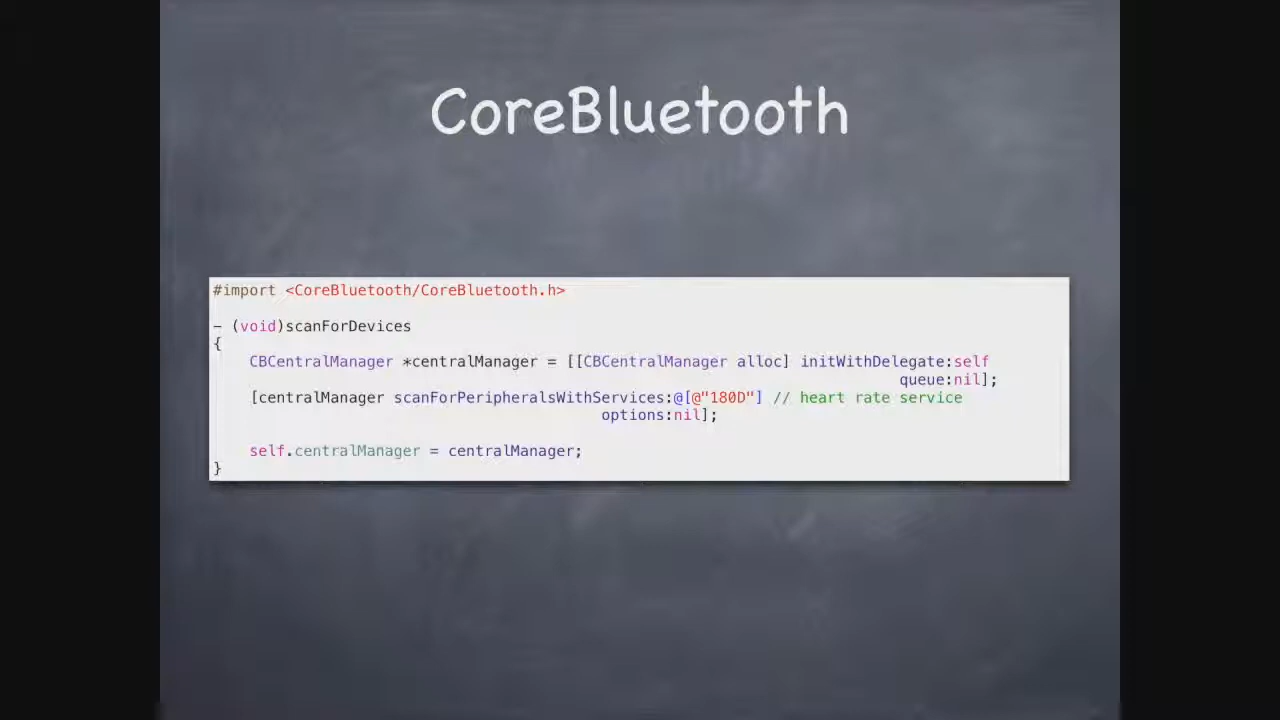 CoreBluetooth
#import <CoreBluetooth/CoreBluetooth.h>
- (void)scanForDevices
{
    CBCentralManager *centralManager = [[CBCentralManager alloc] initWithDelegate:self
                                                                            queue:nil];
    [centralManager scanForPeripheralsWithServices:@[@"180D"] // heart rate service
                                           options:nil];
    self.centralManager = centralManager;
}